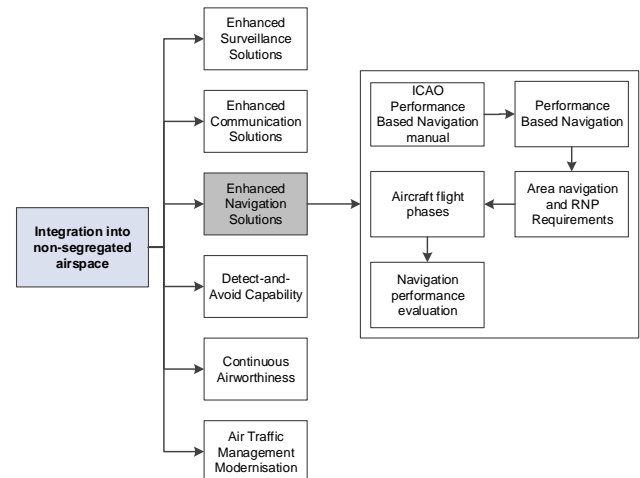 Enhanced
Surveillance
Solutions
Enhanced
Communication
Solutions
Enhanced
Navigation
Solutions
Integration into
non-segregated
airspace
Detect-and-
Avoid Capability
Continuous
Airworthiness
Air Traffic
Management
Modernisation
ICAO
Performance
Based Navigation
manual
Performance
Based Navigation
Area navigation
and RNP
Requirements
Aircraft flight
phases
Navigation
performance
evaluation